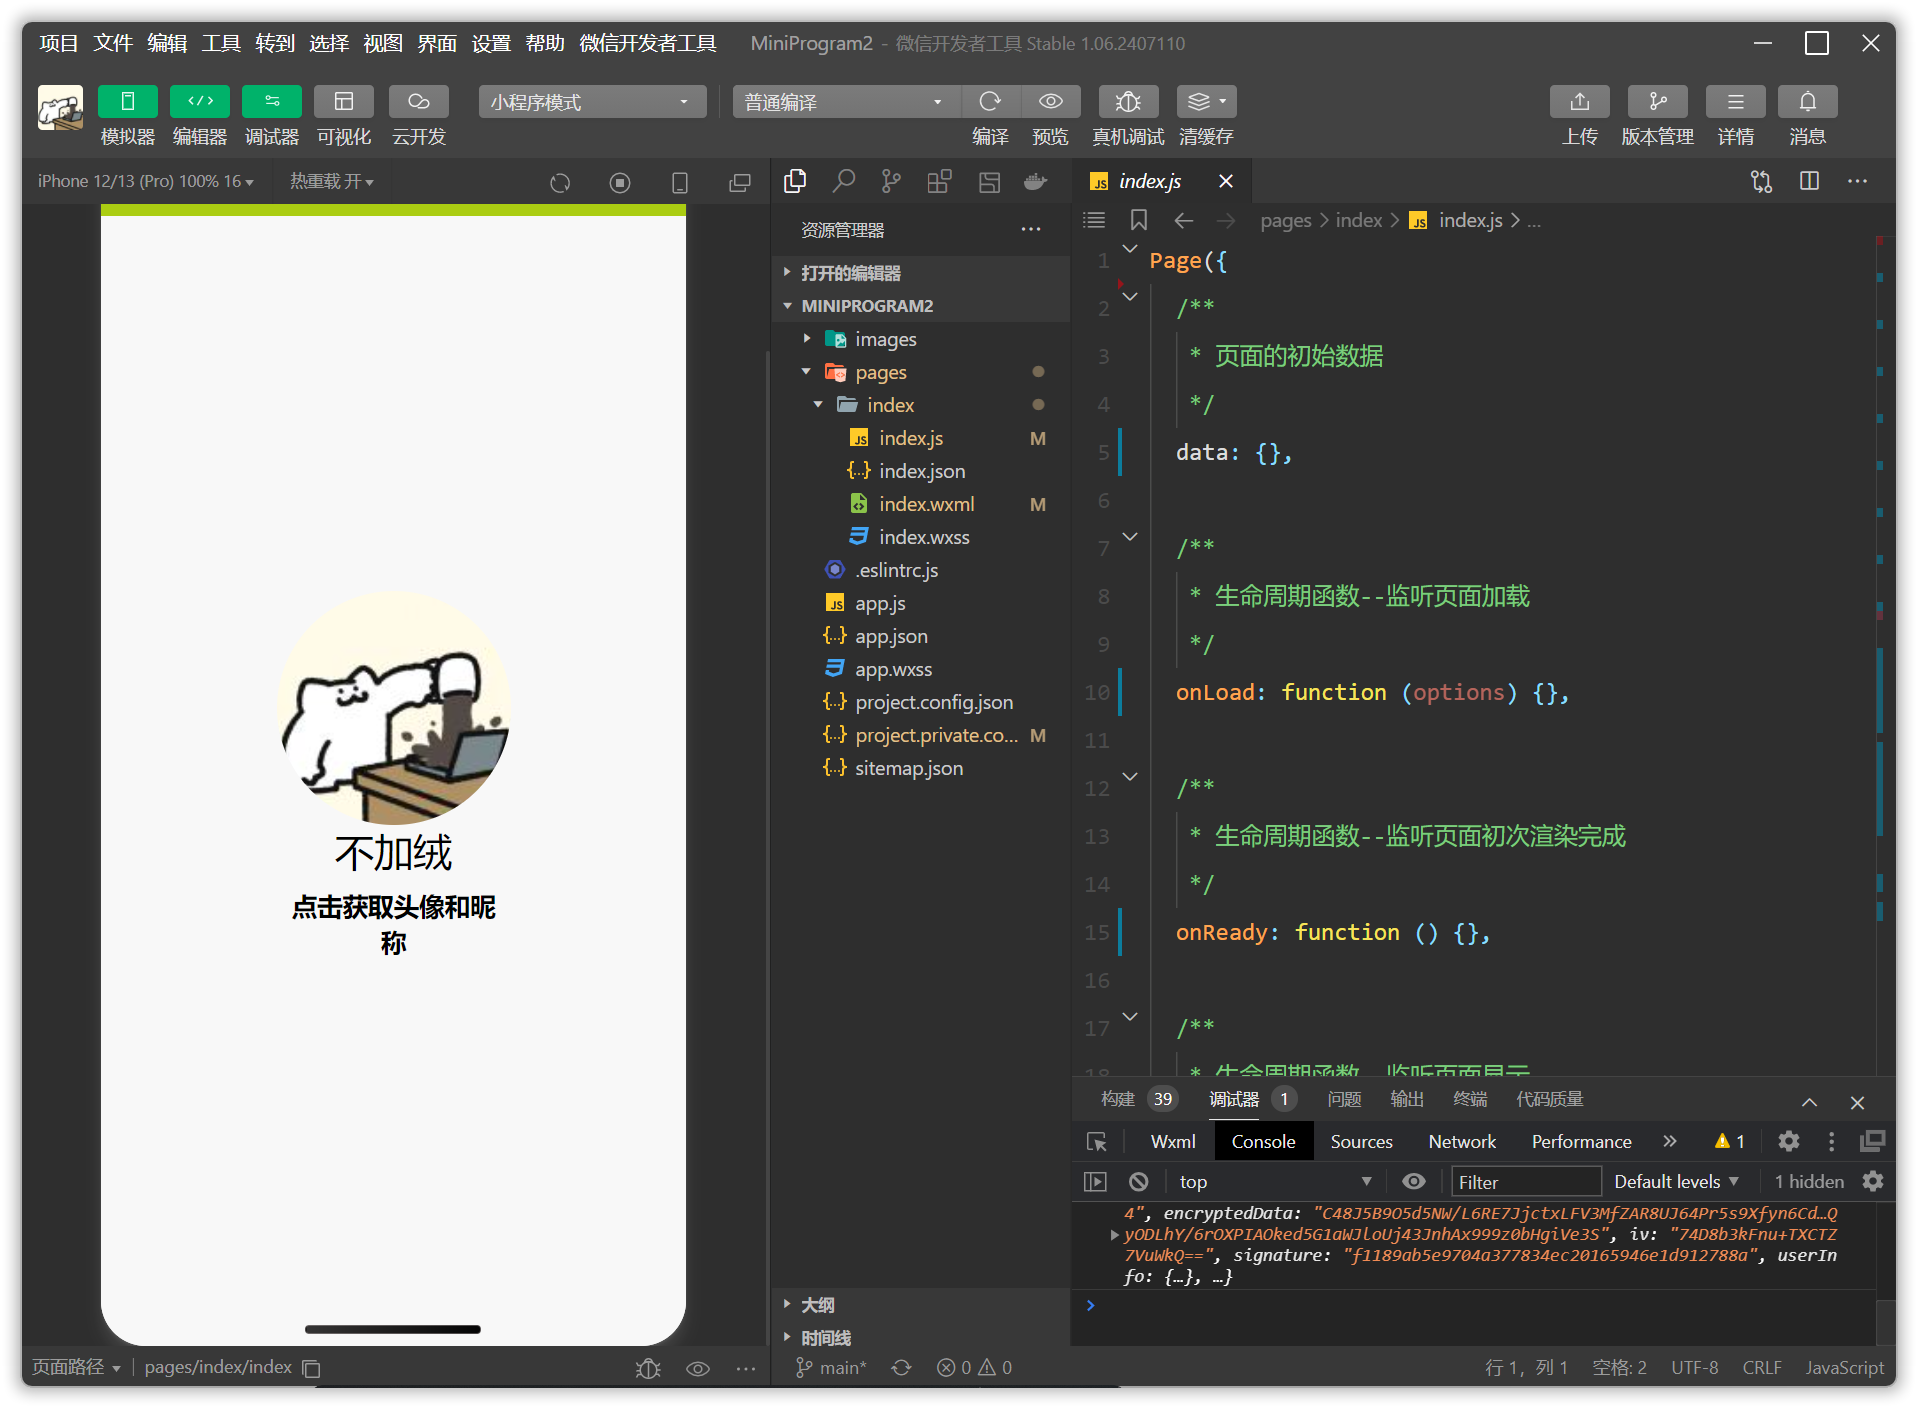 项目 文件 编辑 工具 转到 选择 视图 界面 设置 帮助 微信开发者工具 MiniProgram2 - 微信开发者工具 Stable 1.06.2407110
小程序模式 普通编译
模拟器 编辑器 调试器 可视化 云开发 编译 预览 真机调试 清缓存 上传 版本管理 详情 消息
iPhone 12/13 (Pro) 100% 16 热重载 开
不加绒
点击获取头像和昵
称
页面路径 pages/index/index
资源管理器
打开的编辑器
MINIPROGRAM2
images
pages
index
index.js M
index.json
index.wxml M
index.wxss
.eslintrc.js
app.js
app.json
app.wxss
project.config.json
project.private.co... M
sitemap.json
大纲
时间线
index.js
pages > index > index.js > ...
1 Page({
2 /**
3 * 页面的初始数据
4 */
5 data: {},
6
7 /**
8 * 生命周期函数--监听页面加载
9 */
10 onLoad: function (options) {},
11
12 /**
13 * 生命周期函数--监听页面初次渲染完成
14 */
15 onReady: function () {},
16
17 /**
18 * 生命周期函数--监听页面显示
构建 39 调试器 1 问题 输出 终端 代码质量
Wxml Console Sources Network Performance 1
top Filter Default levels 1 hidden
4", encryptedData: "C48J5B9O5d5NW/L6RE7JjctxLFV3MfZAR8UJ64Pr5s9Xfyn6Cd…Q
yODLhY/6rOXPIAOked5G1aWJloUj43JnhAx999z0bHgiVe3S", iv: "74D8b3kFnu+TXCTZ
7VuWkQ==", signature: "f1189ab5e9704a377834ec20165946e1d912788a", userIn
fo: {…}, …}
main* 0 0 行 1，列 1 空格: 2 UTF-8 CRLF JavaScript